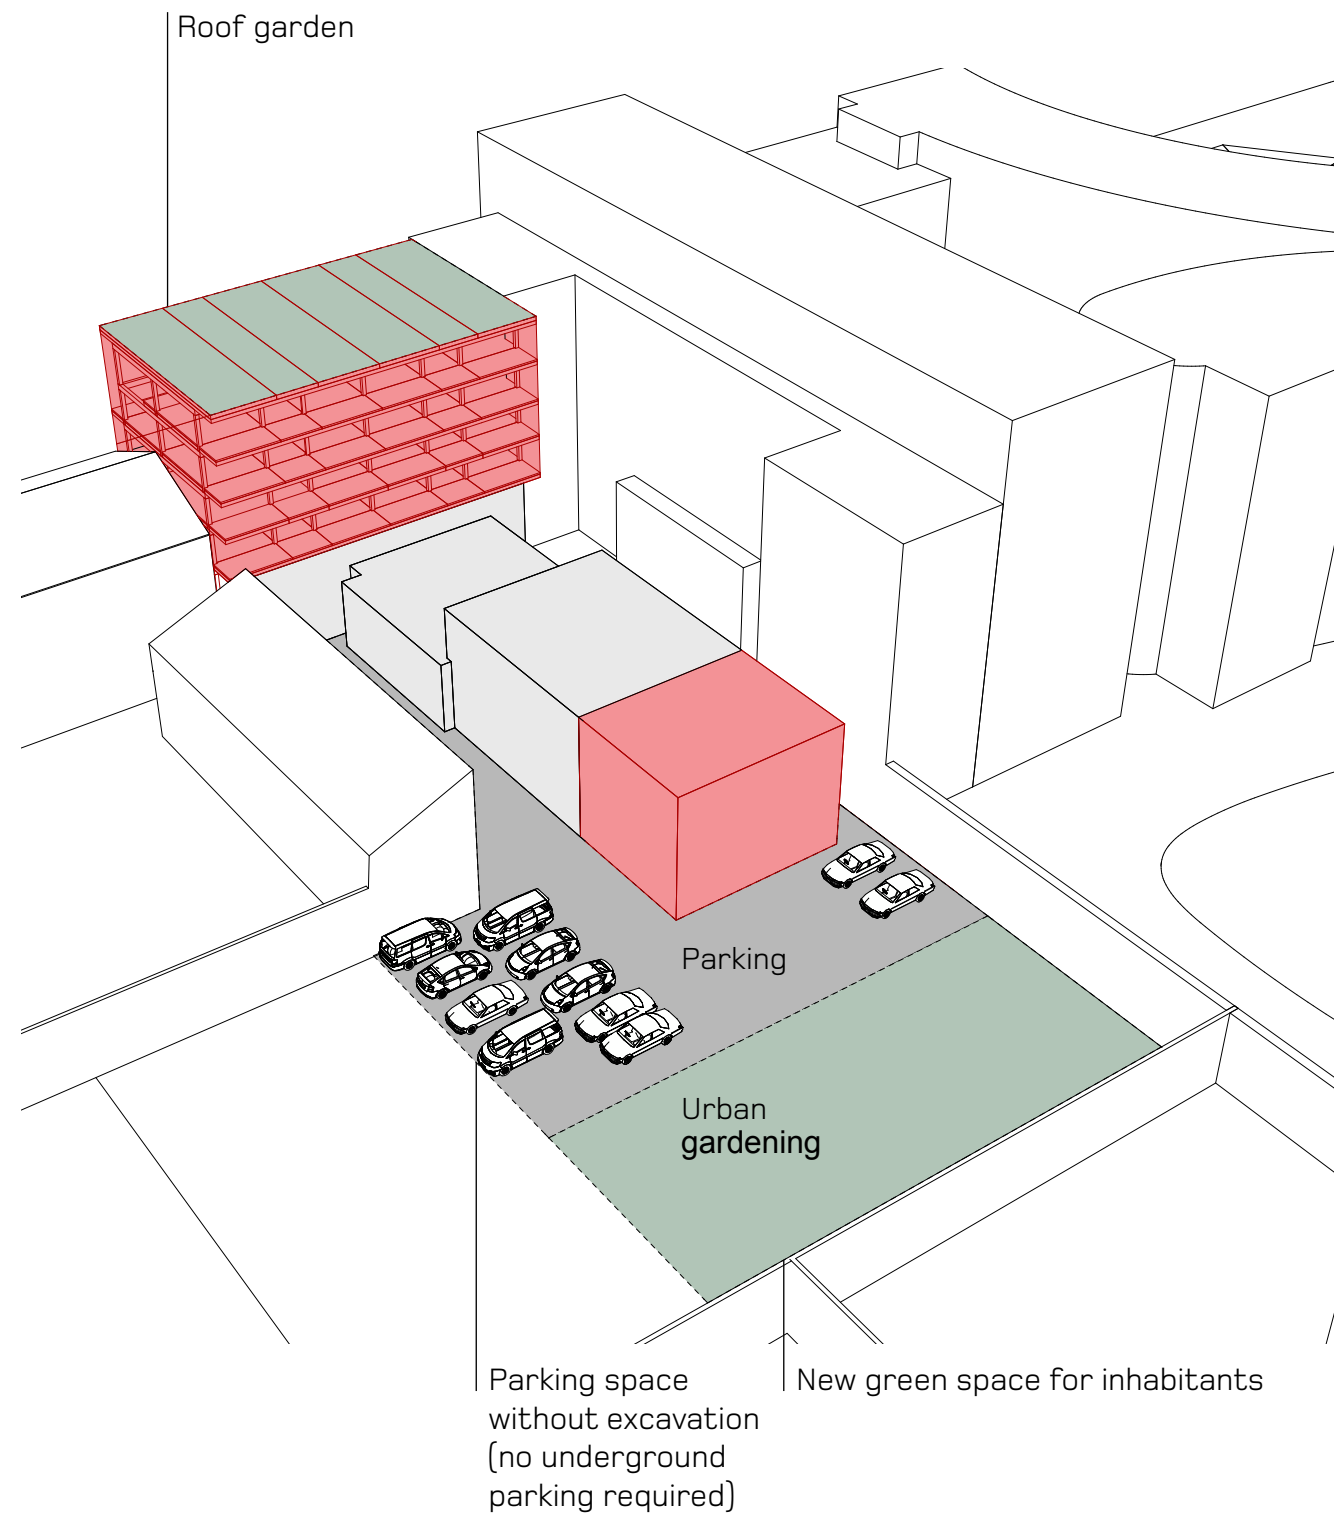 Roof garden
Parking
Urban
gardening
Parking space
without excavation
(no underground
parking required)
New green space for inhabitants